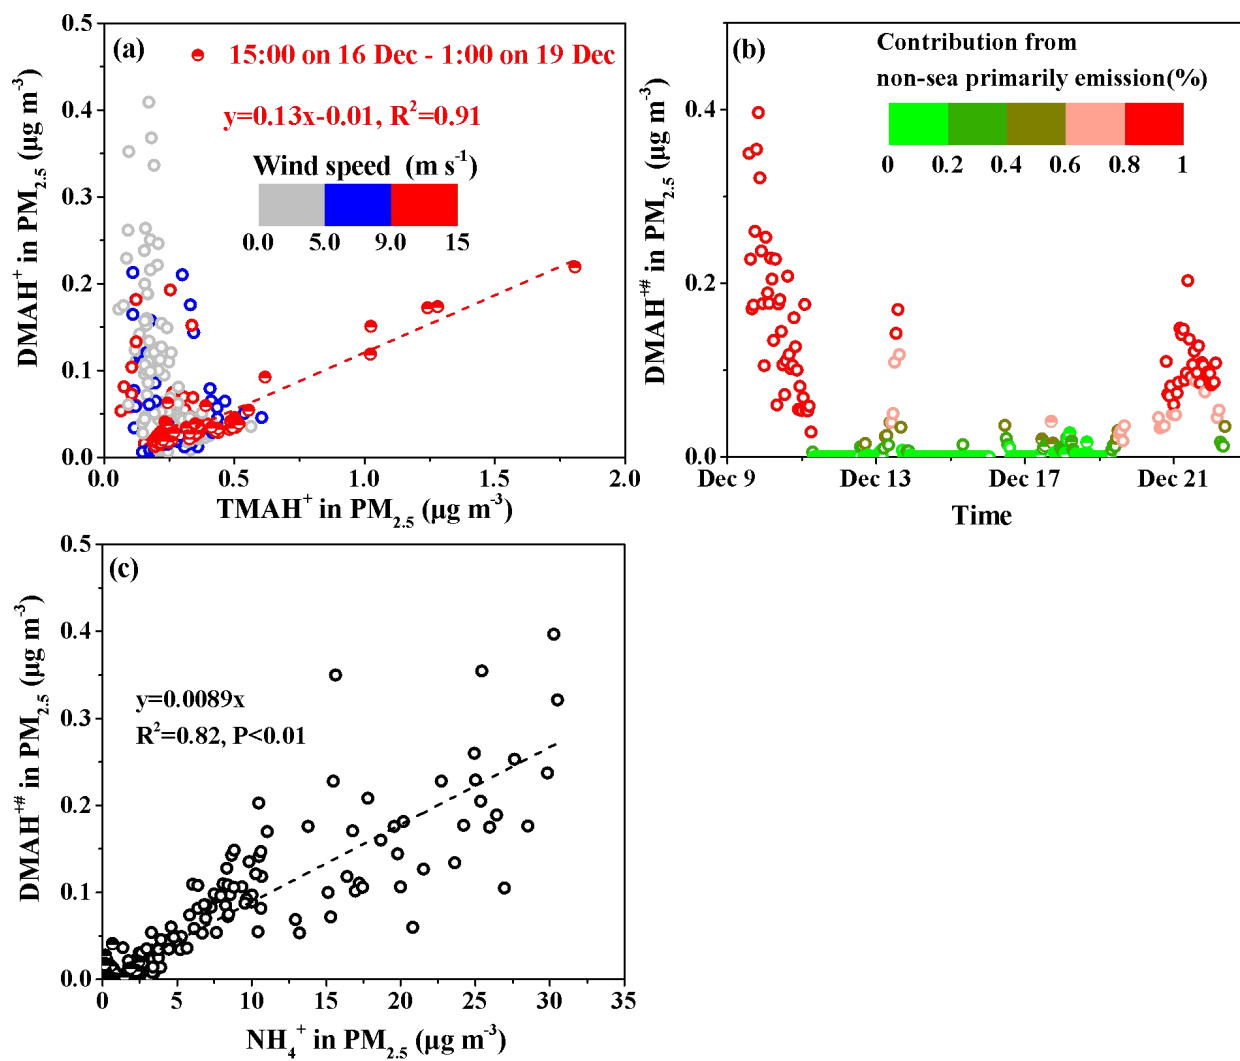 (a)
15:00 on 16 Dec - 1:00 on 19 Dec
y=0.13x-0.01, R²=0.91
Wind speed (m s⁻¹)
0.0 5.0 9.0 15
DMAH⁺ in PM₂.₅ (μg m⁻³)
0.5
0.4
0.3
0.2
0.1
0.0
0.0 0.5 1.0 1.5 2.0
TMAH⁺ in PM₂.₅ (μg m⁻³)
(b)
Contribution from
non-sea primarily emission(%)
0 0.2 0.4 0.6 0.8 1
DMAH⁺# in PM₂.₅ (μg m⁻³)
0.4
0.2
0.0
Dec 9 Dec 13 Dec 17 Dec 21
Time
(c)
y=0.0089x
R²=0.82, P<0.01
DMAH⁺# in PM₂.₅ (μg m⁻³)
0.5
0.4
0.3
0.2
0.1
0.0
0 5 10 15 20 25 30 35
NH₄⁺ in PM₂.₅ (μg m⁻³)